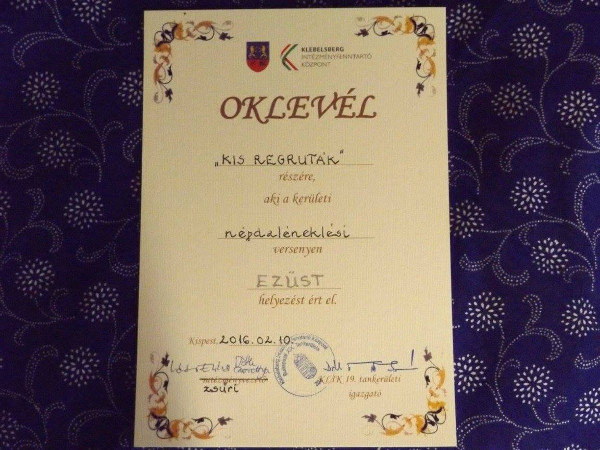 KLEBELSBERG
INTÉZMÉNYFENNTARTÓ
KÖZPONT
OKLEVÉL
„KIS REGRUTÁK"
részére,
aki a kerületi
népdaléneklési
versenyen
EZÜST
helyezést ért el.
Kispest, 2016.02.10.
intézményvezető
zsűri
KLIK 19. tankerületi
igazgató